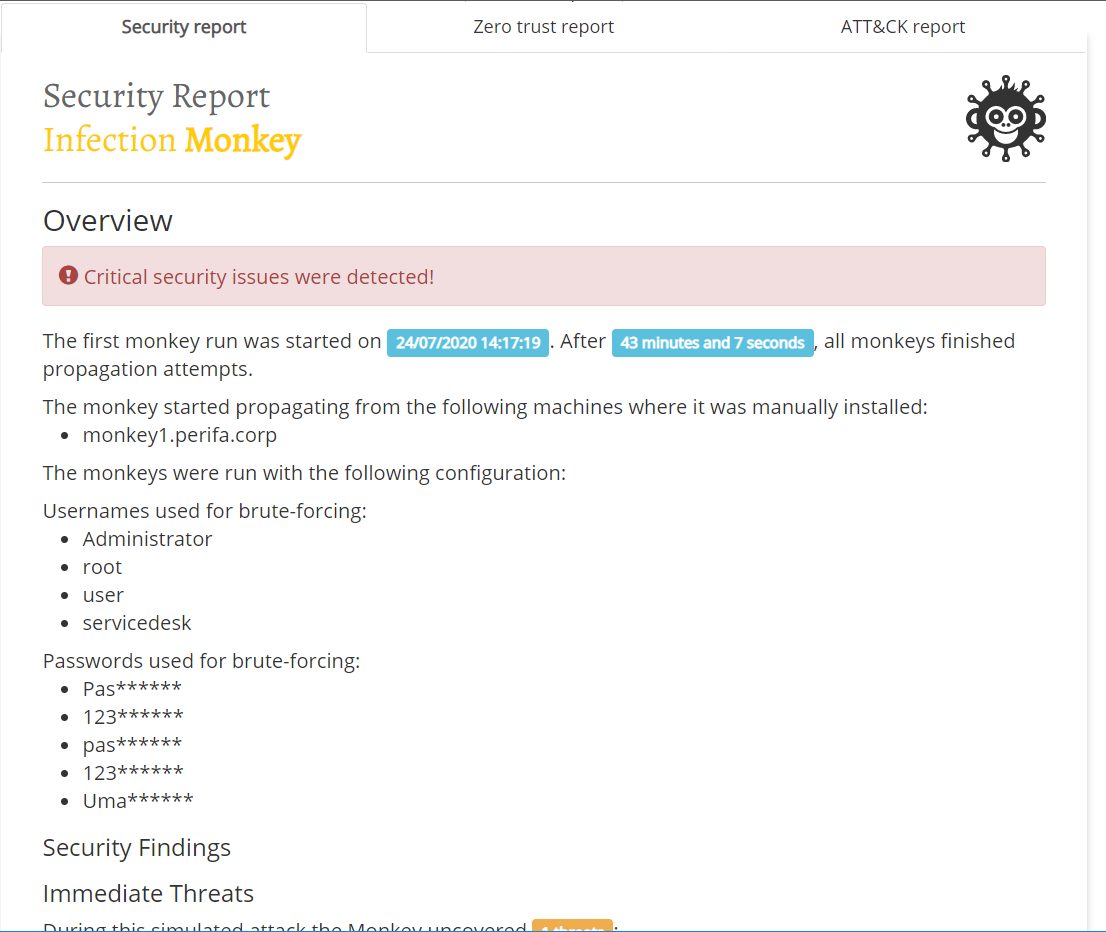 Security report
Zero trust report
ATT&CK report
Security Report
Infection Monkey
Overview
Critical security issues were detected!
The first monkey run was started on 24/07/2020 14:17:19. After 43 minutes and 7 seconds, all monkeys finished
propagation attempts.
The monkey started propagating from the following machines where it was manually installed:
• monkey1.perifa.corp
The monkeys were run with the following configuration:
Usernames used for brute-forcing:
• Administrator
• root
• user
• servicedesk
Passwords used for brute-forcing:
• Pas******
• 123******
• pas******
• 123******
• Uma******
Security Findings
Immediate Threats
During this simulated attack the Monkey uncovered 1 threats: